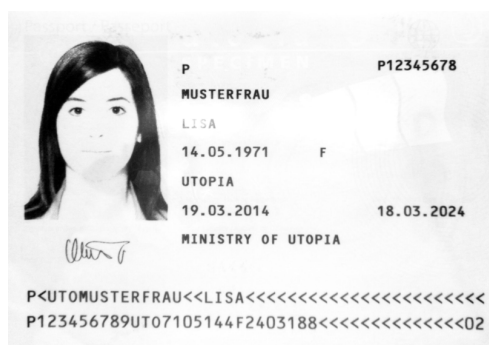 P P12345678
MUSTERFRAU
LISA
14.05.1971 F
UTOPIA
19.03.2014 18.03.2024
MINISTRY OF UTOPIA
P<UTOMUSTERFRAU<<LISA<<<<<<<<<<<<<<<<<<<<<<<
P123456789UTO7105144F2403188<<<<<<<<<<<<<<02